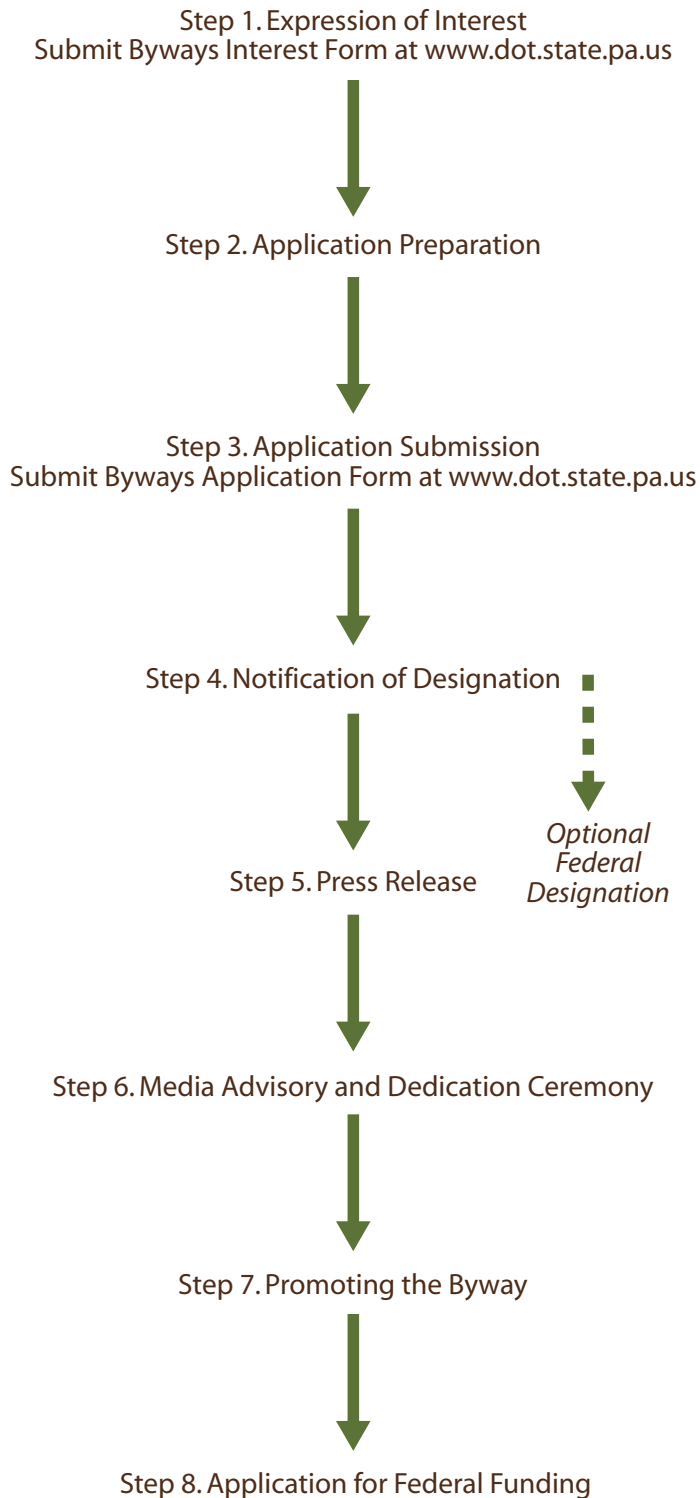 Step 1. Expression of Interest
Submit Byways Interest Form at www.dot.state.pa.us
Step 2. Application Preparation
Step 3. Application Submission
Submit Byways Application Form at www.dot.state.pa.us
Step 4. Notification of Designation
Optional
Federal
Designation
Step 5. Press Release
Step 6. Media Advisory and Dedication Ceremony
Step 7. Promoting the Byway
Step 8. Application for Federal Funding